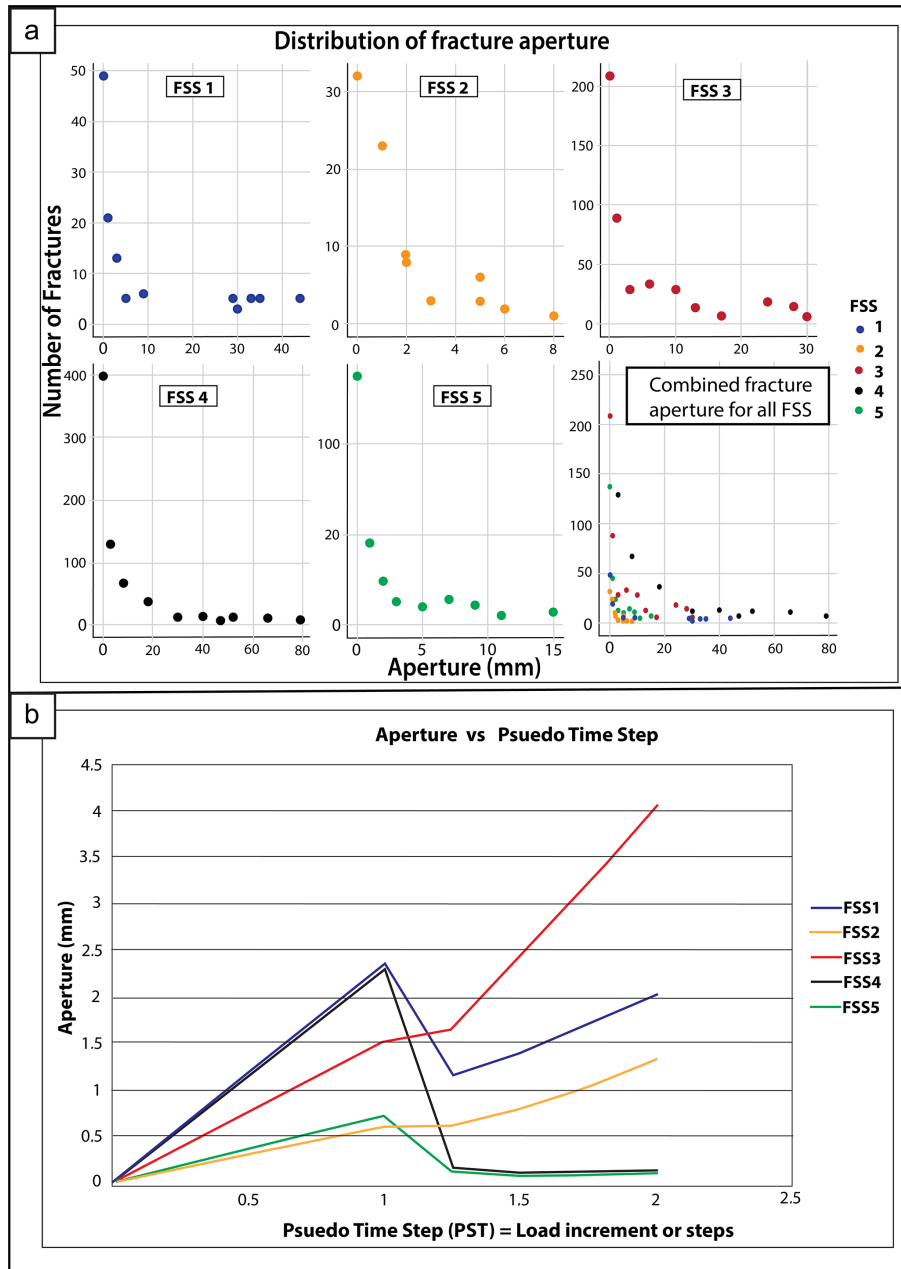 a
Distribution of fracture aperture
Number of Fractures
FSS 1
50
40
30
20
10
0
0 10 20 30 40
FSS 2
30
20
10
0
0 2 4 6 8
FSS 3
200
150
100
50
0
0 10 20 30
FSS
1
2
3
4
5
FSS 4
400
300
200
100
0
0 20 40 60 80
FSS 5
100
20
0
0 5 10 15
Combined fracture
aperture for all FSS
250
200
150
100
50
0
0 20 40 60 80
Aperture (mm)
b
Aperture vs Psuedo Time Step
Aperture (mm)
4.5
4
3.5
3
2.5
2
1.5
1
0.5
0
0.5 1 1.5 2 2.5
FSS1
FSS2
FSS3
FSS4
FSS5
Psuedo Time Step (PST) = Load increment or steps